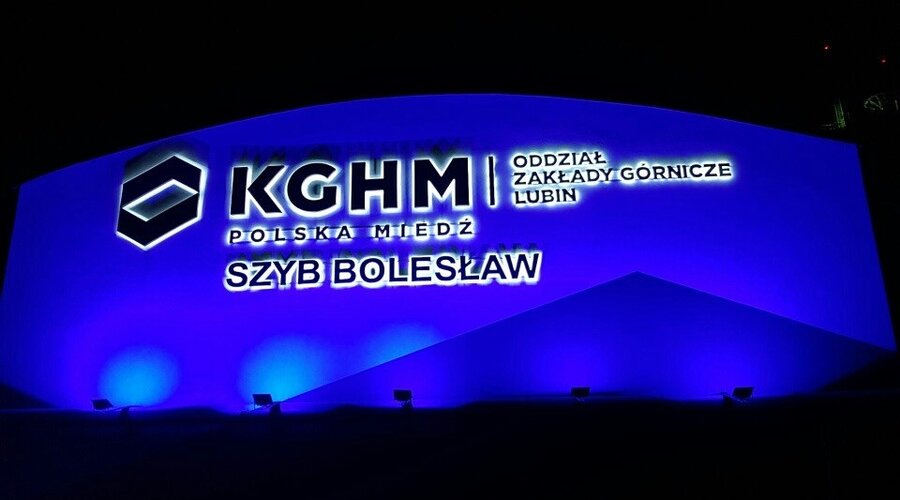 KGHM
POLSKA MIEDŹ
ODDZIAŁ
ZAKŁADY GÓRNICZE
LUBIN
SZYB BOLESŁAW